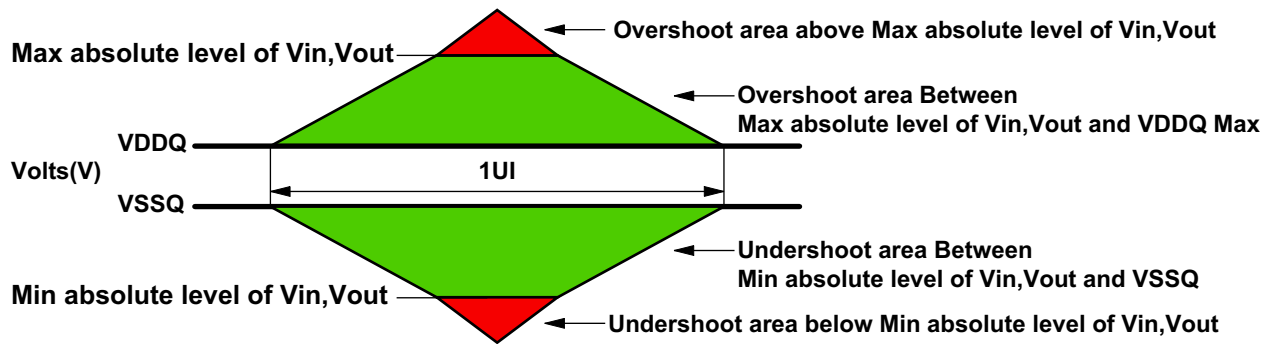 Overshoot area above Max absolute level of Vin,Vout
Max absolute level of Vin,Vout
Overshoot area Between
Max absolute level of Vin,Vout and VDDQ Max
VDDQ
Volts(V)
1UI
VSSQ
Undershoot area Between
Min absolute level of Vin,Vout and VSSQ
Min absolute level of Vin,Vout
Undershoot area below Min absolute level of Vin,Vout